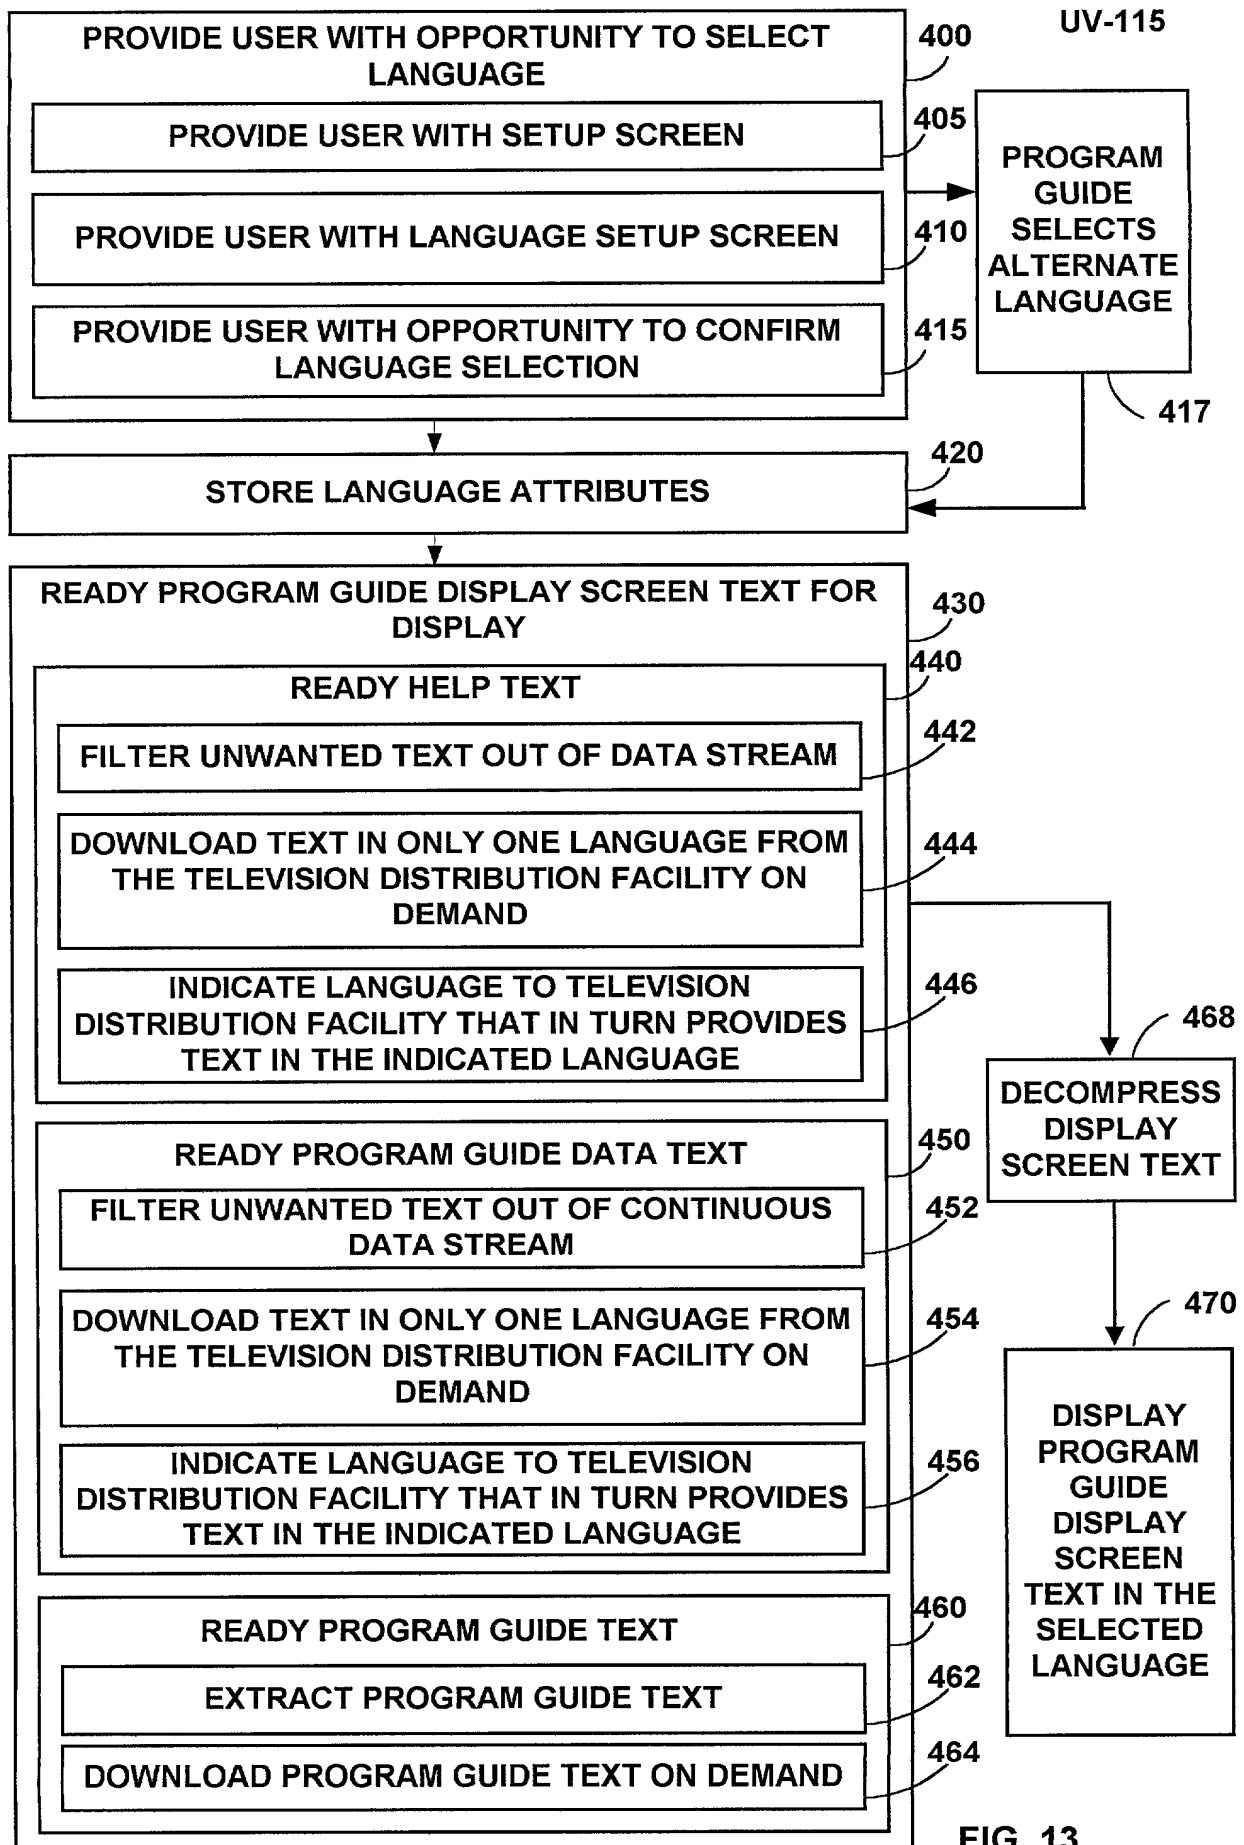 UV-115
PROVIDE USER WITH OPPORTUNITY TO SELECT
LANGUAGE
400
PROVIDE USER WITH SETUP SCREEN
405
PROVIDE USER WITH LANGUAGE SETUP SCREEN
410
PROVIDE USER WITH OPPORTUNITY TO CONFIRM
LANGUAGE SELECTION
415
PROGRAM
GUIDE
SELECTS
ALTERNATE
LANGUAGE
417
STORE LANGUAGE ATTRIBUTES
420
READY PROGRAM GUIDE DISPLAY SCREEN TEXT FOR
DISPLAY
430
READY HELP TEXT
440
FILTER UNWANTED TEXT OUT OF DATA STREAM
442
DOWNLOAD TEXT IN ONLY ONE LANGUAGE FROM
THE TELEVISION DISTRIBUTION FACILITY ON
DEMAND
444
INDICATE LANGUAGE TO TELEVISION
DISTRIBUTION FACILITY THAT IN TURN PROVIDES
TEXT IN THE INDICATED LANGUAGE
446
READY PROGRAM GUIDE DATA TEXT
450
FILTER UNWANTED TEXT OUT OF CONTINUOUS
DATA STREAM
452
DOWNLOAD TEXT IN ONLY ONE LANGUAGE FROM
THE TELEVISION DISTRIBUTION FACILITY ON
DEMAND
454
INDICATE LANGUAGE TO TELEVISION
DISTRIBUTION FACILITY THAT IN TURN PROVIDES
TEXT IN THE INDICATED LANGUAGE
456
READY PROGRAM GUIDE TEXT
460
EXTRACT PROGRAM GUIDE TEXT
462
DOWNLOAD PROGRAM GUIDE TEXT ON DEMAND
464
468
DECOMPRESS
DISPLAY
SCREEN TEXT
470
DISPLAY
PROGRAM
GUIDE
DISPLAY
SCREEN
TEXT IN THE
SELECTED
LANGUAGE
FIG. 13